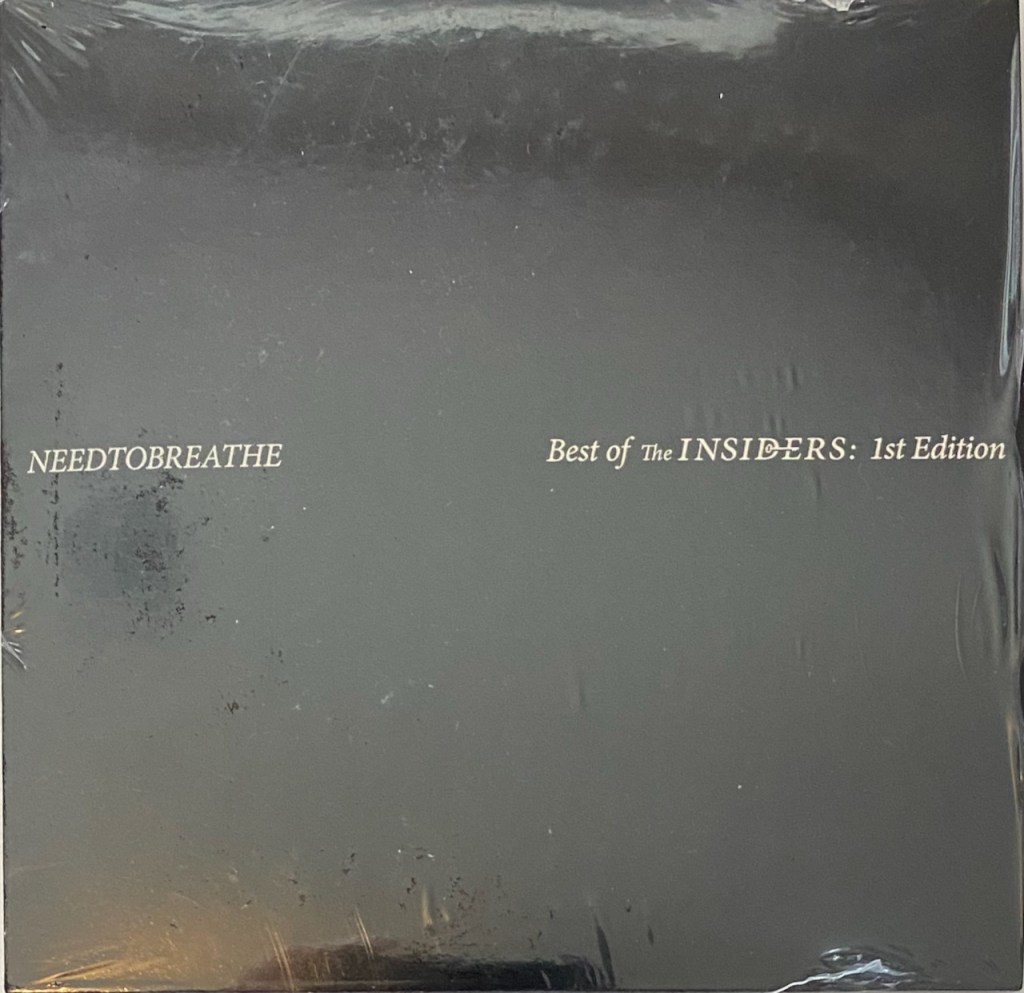 NEEDTOBREATHE
Best of The INSIDERS: 1st Edition